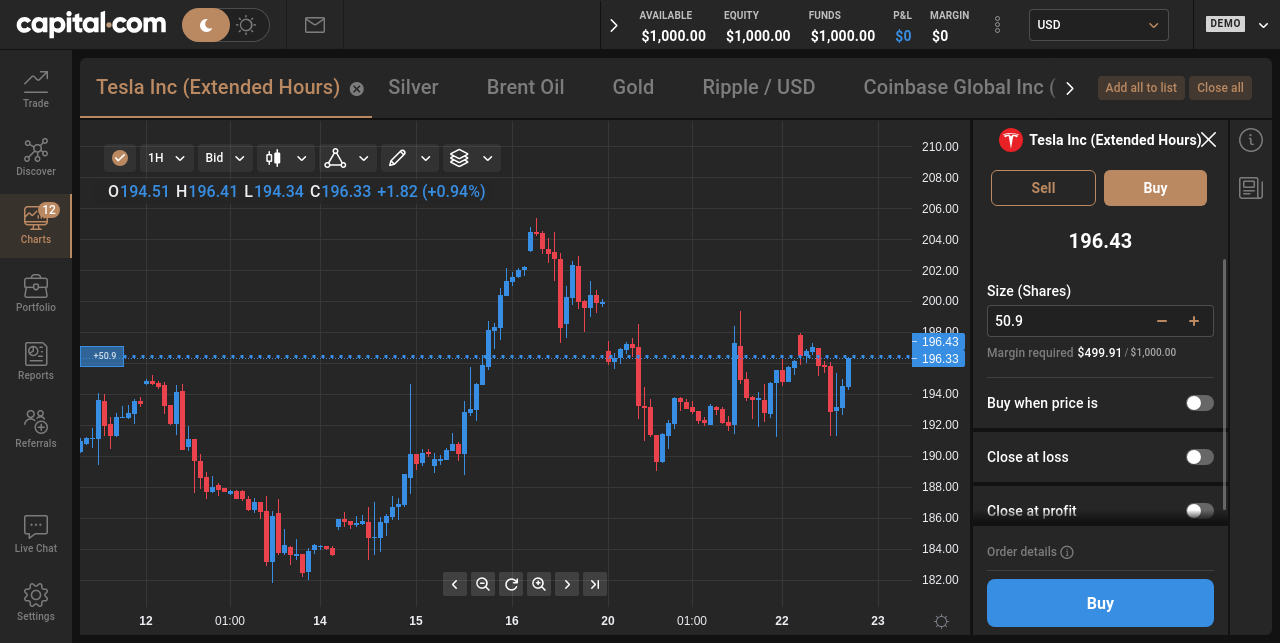 capital.com
AVAILABLE EQUITY FUNDS P&L MARGIN
$1,000.00 $1,000.00 $1,000.00 $0 $0
USD
DEMO
Trade
Discover
12
Charts
Portfolio
Reports
Referrals
Live Chat
Settings
Tesla Inc (Extended Hours) Silver Brent Oil Gold Ripple / USD Coinbase Global Inc (
Add all to list Close all
1H Bid
O194.51 H196.41 L194.34 C196.33 +1.82 (+0.94%)
+50.9
210.00
208.00
206.00
204.00
202.00
200.00
198.00
196.43
196.33
194.00
192.00
190.00
188.00
186.00
184.00
182.00
12 01:00 14 15 16 20 01:00 22 23
Tesla Inc (Extended Hours)
Sell Buy
196.43
Size (Shares)
50.9
Margin required $499.91 / $1,000.00
Buy when price is
Close at loss
Close at profit
Order details
Buy